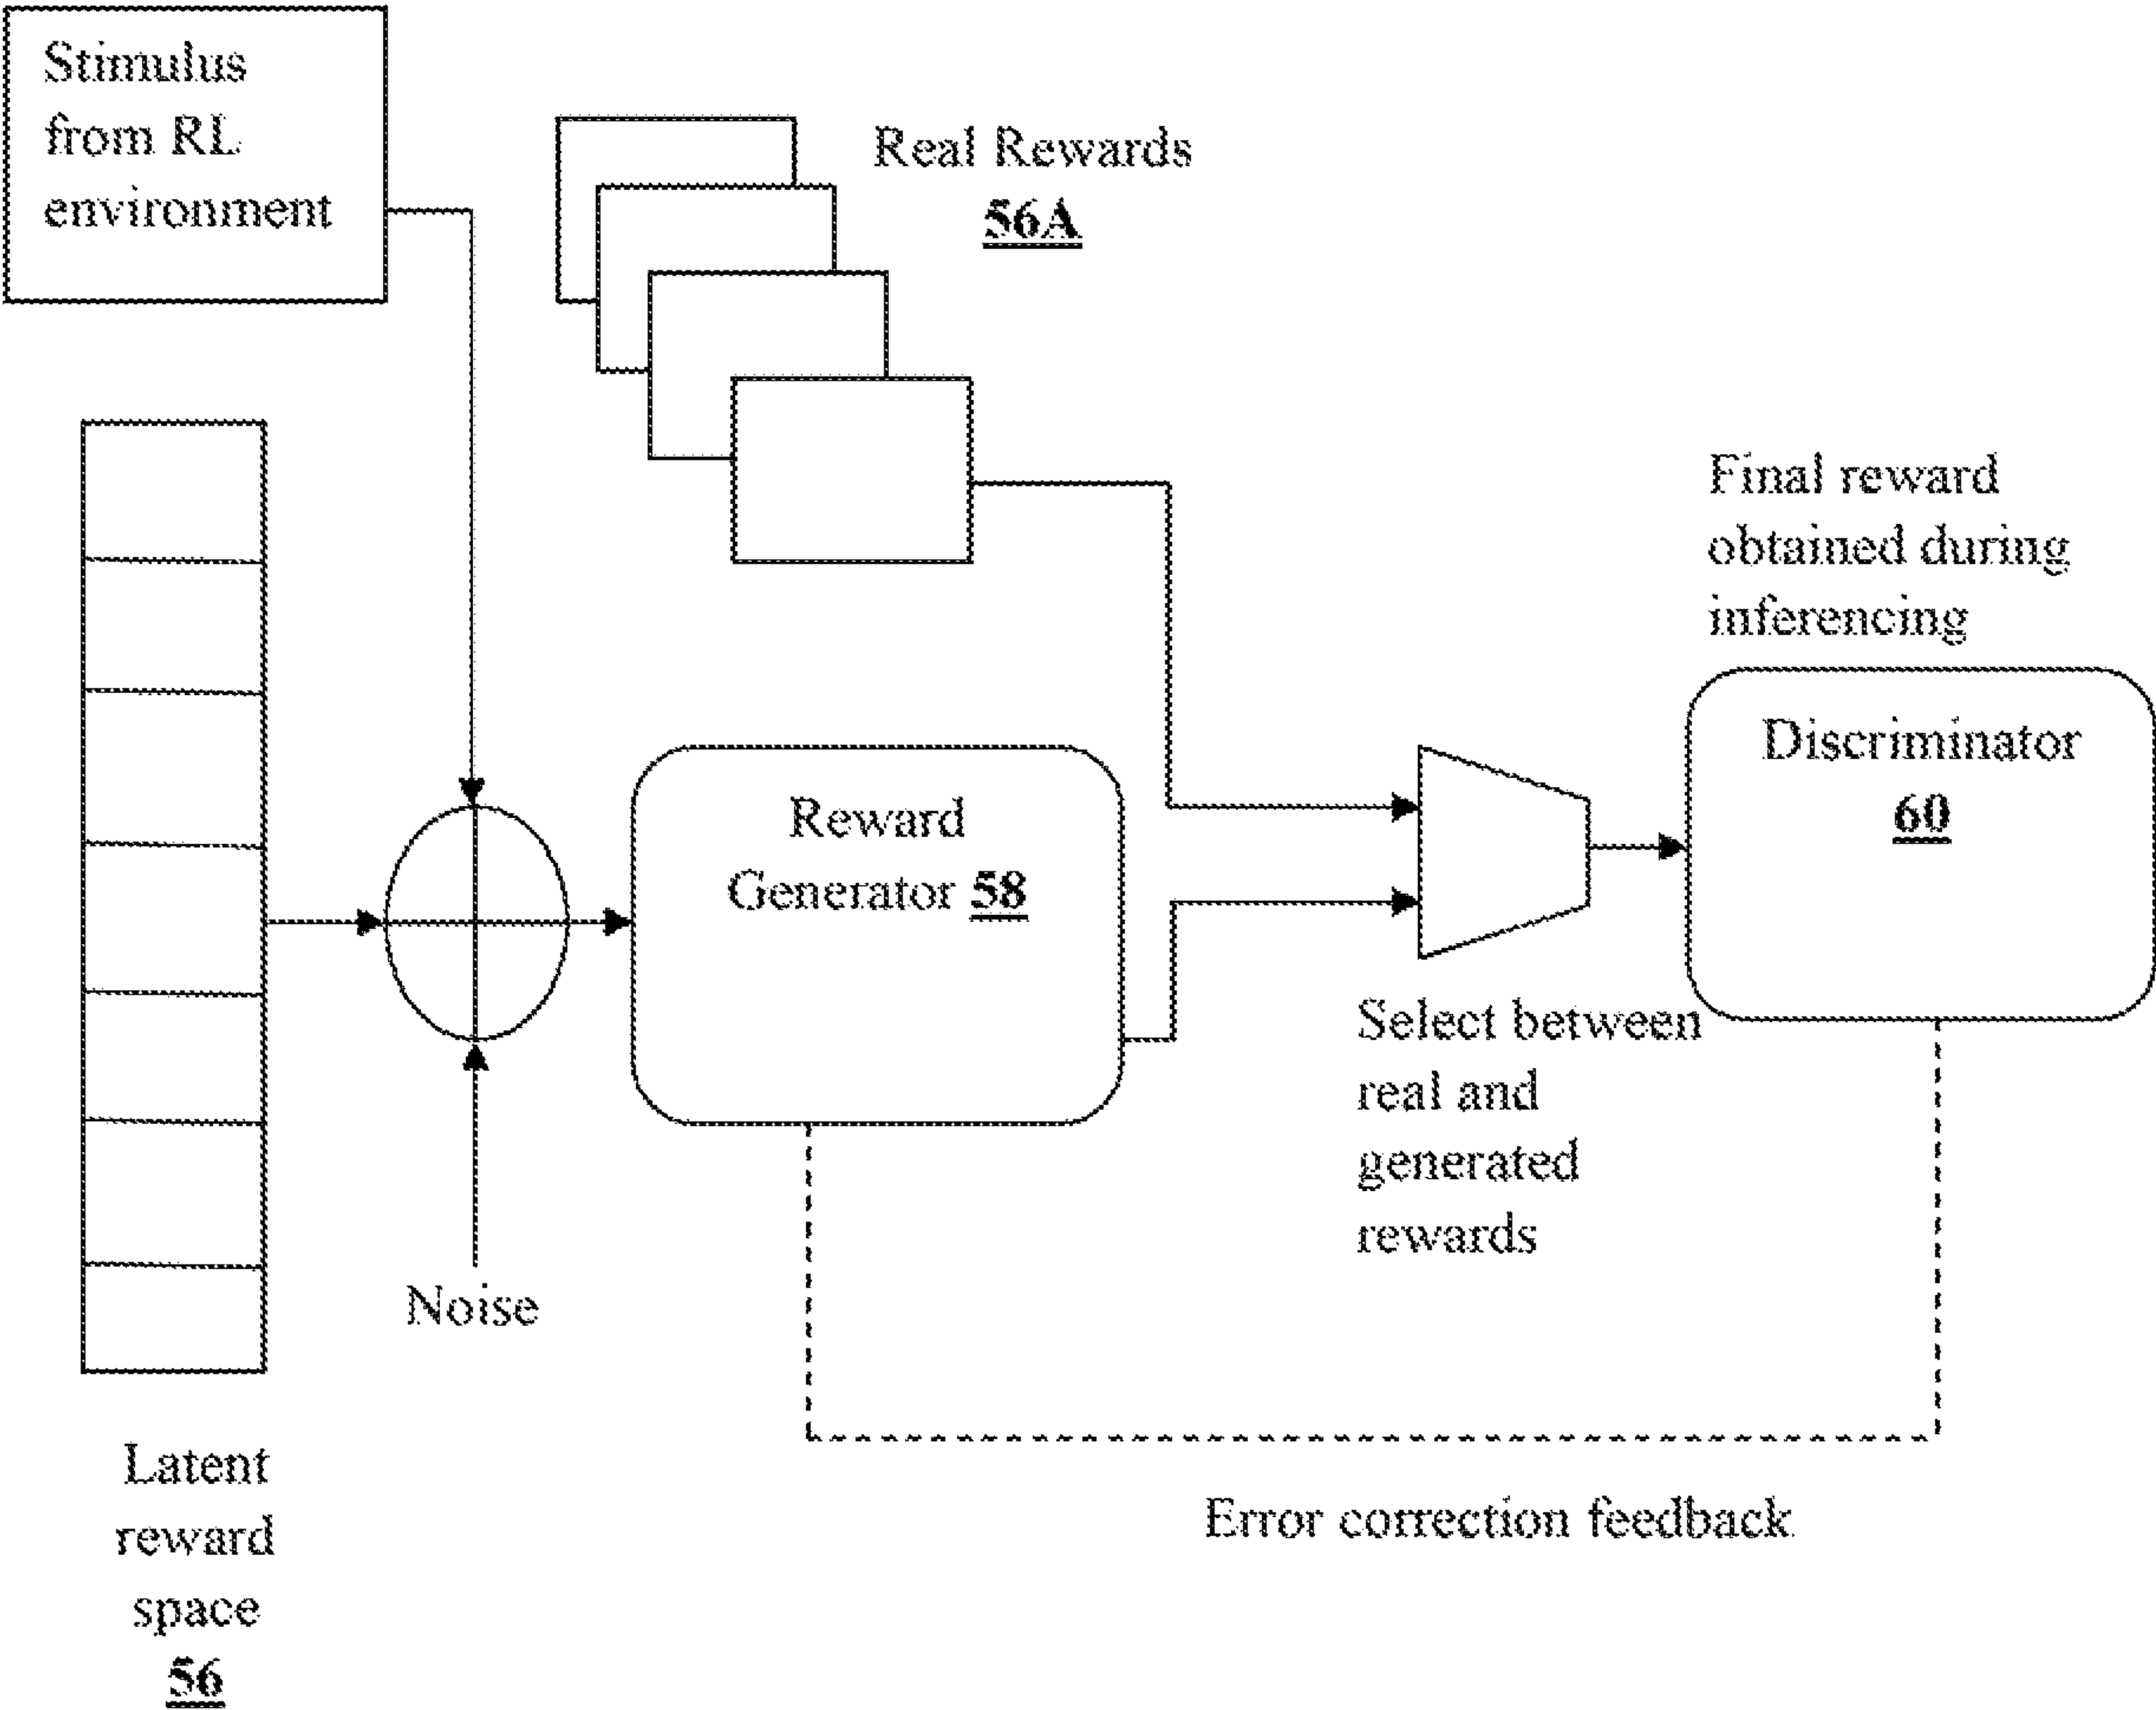 Stimulus
from RL
environment
Real Rewards
56A
Final reward
obtained during
inferencing
Discriminator
60
Reward
Generator 58
Select between
real and
generated
rewards
Noise
Error correction feedback
Latent
reward
space
56